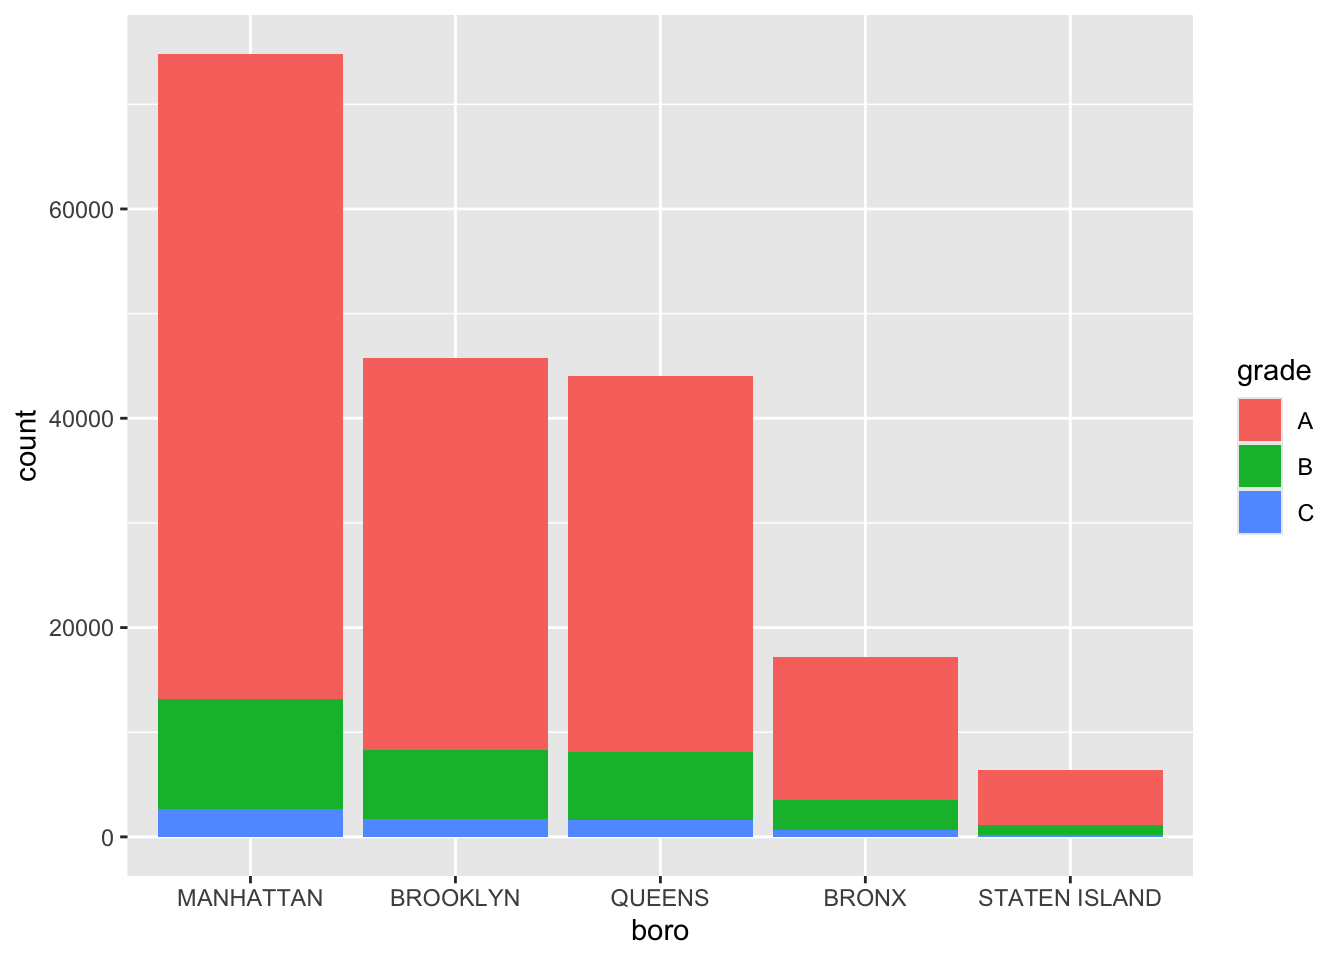 60000
40000
20000
0
count
MANHATTAN BROOKLYN QUEENS BRONX STATEN ISLAND
boro
grade
A
B
C